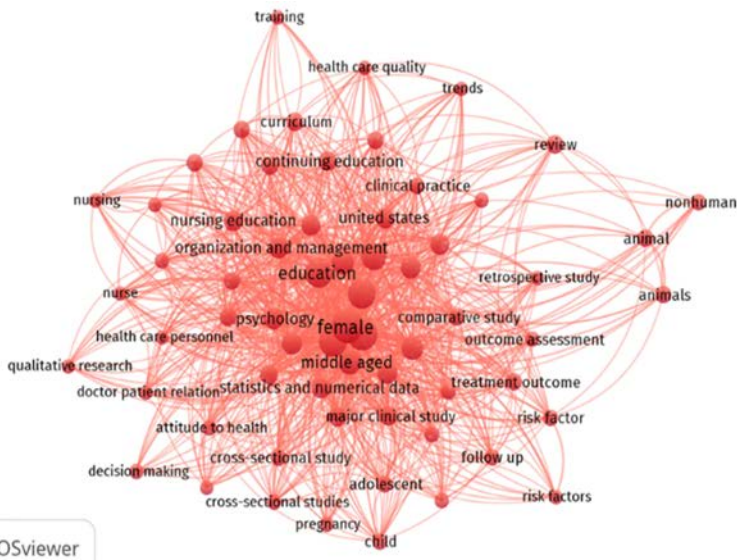 training
health care quality
trends
curriculum
review
continuing education
clinical practice
nursing
nonhuman
nursing education
united states
animal
organization and management
education
retrospective study
nurse
animals
psychology
comparative study
female
health care personnel
outcome assessment
middle aged
qualitative research
doctor patient relation
statistics and numerical data
treatment outcome
major clinical study
risk factor
attitude to health
cross-sectional study
follow up
decision making
adolescent
risk factors
cross-sectional studies
pregnancy
child
OSviewer